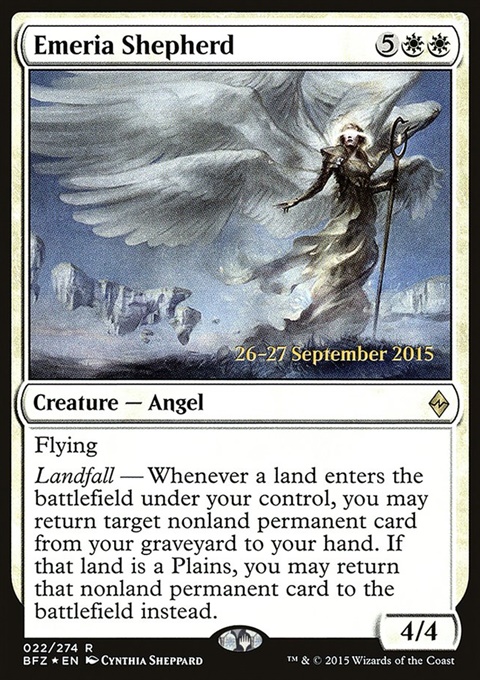 Emeria Shepherd 5
26–27 September 2015
Creature — Angel
Flying
Landfall — Whenever a land enters the
battlefield under your control, you may
return target nonland permanent card
from your graveyard to your hand. If
that land is a Plains, you may return
that nonland permanent card to the
battlefield instead.
4/4
022/274 R
BFZ ★ EN Cynthia Sheppard
™ & © 2015 Wizards of the Coast